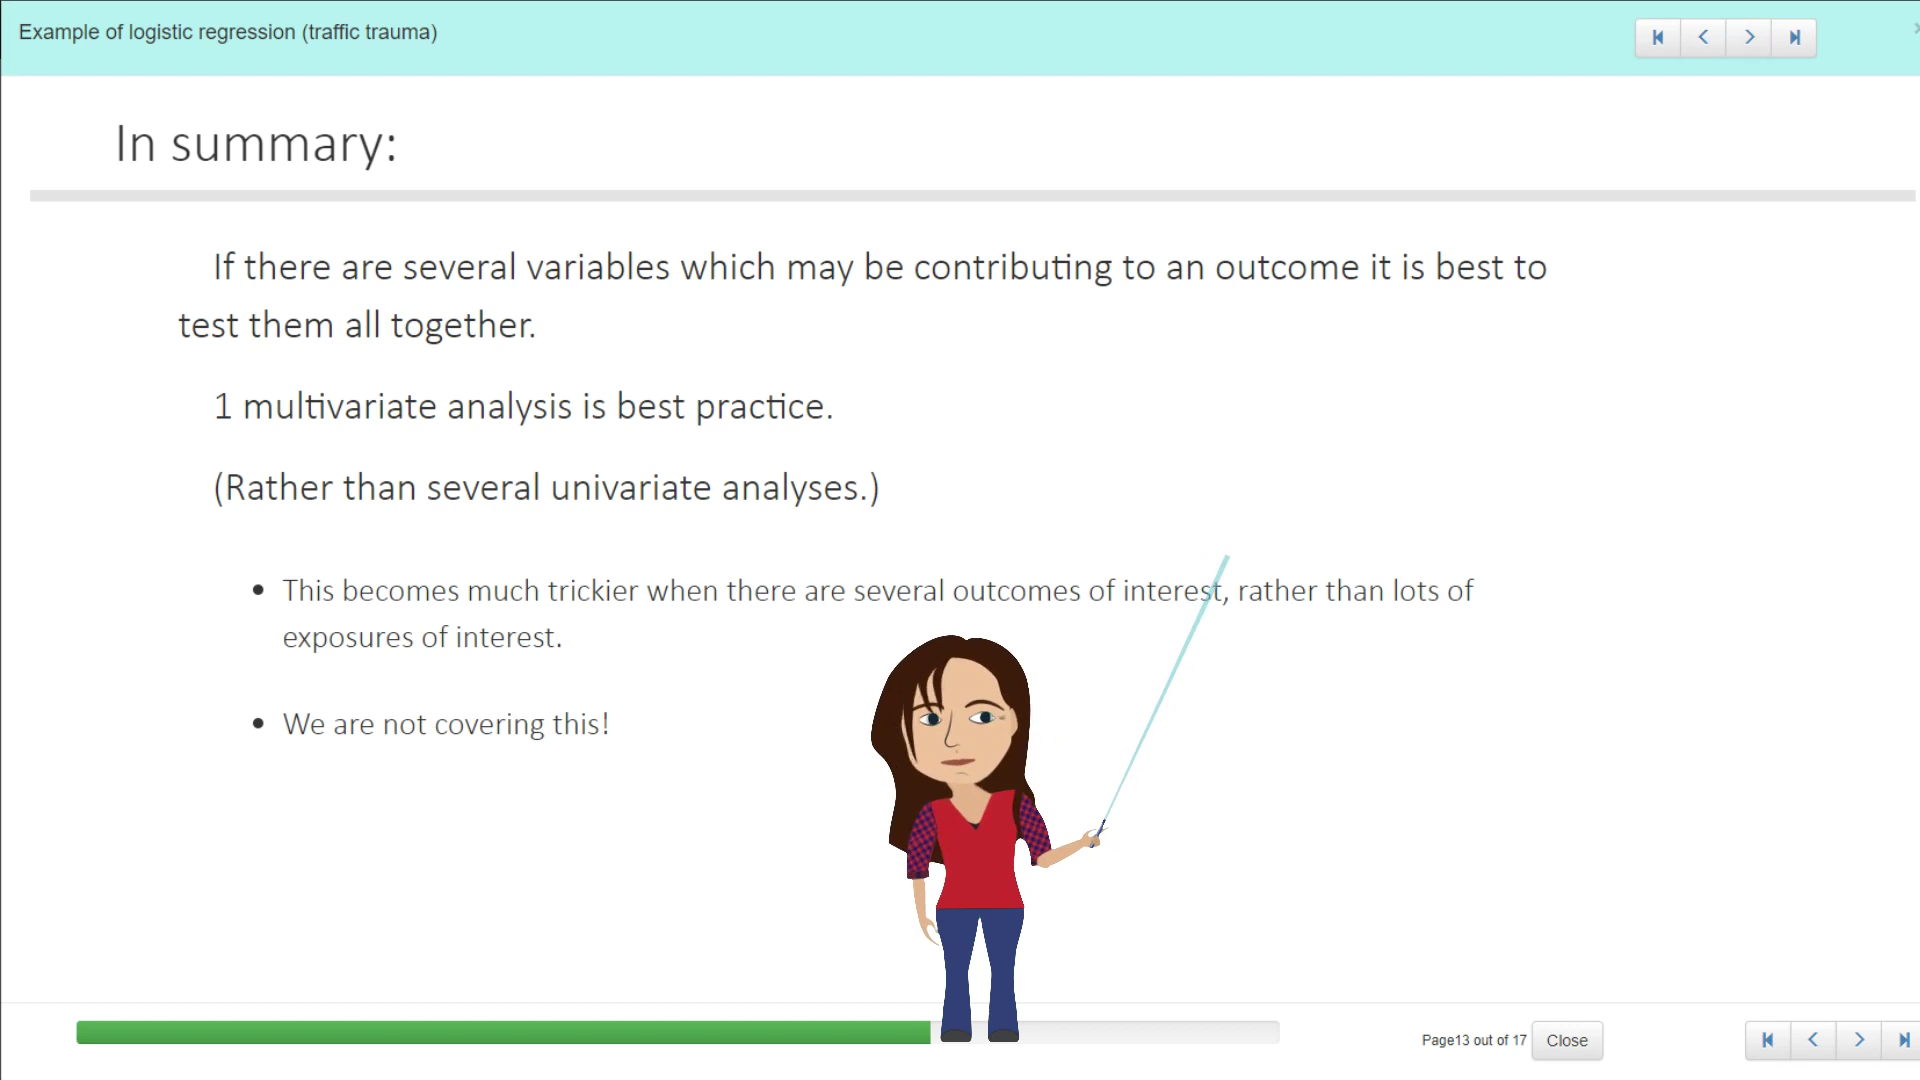 Example of logistic regression (traffic trauma)
In summary:
If there are several variables which may be contributing to an outcome it is best to
test them all together.
1 multivariate analysis is best practice.
(Rather than several univariate analyses.)
• This becomes much trickier when there are several outcomes of interest, rather than lots of
exposures of interest.
• We are not covering this!
Page13 out of 17
Close